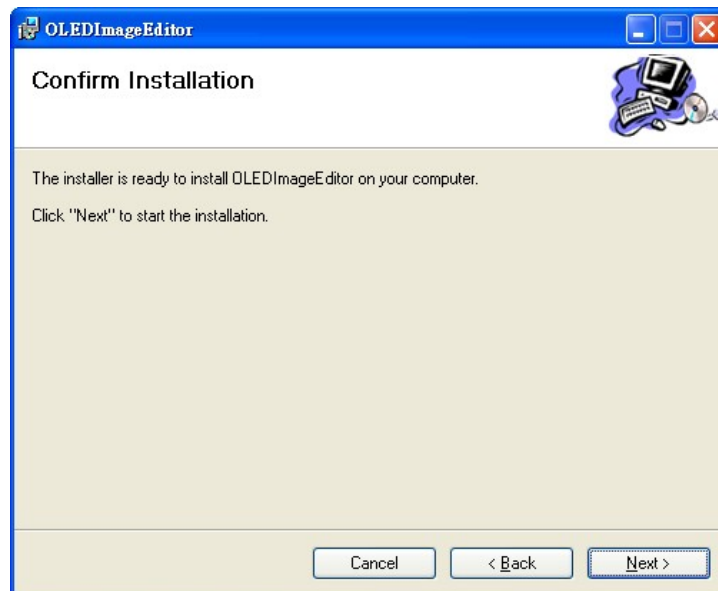 OLEDImageEditor
Confirm Installation
The installer is ready to install OLEDImageEditor on your computer.
Click "Next" to start the installation.
Cancel
< Back
Next >